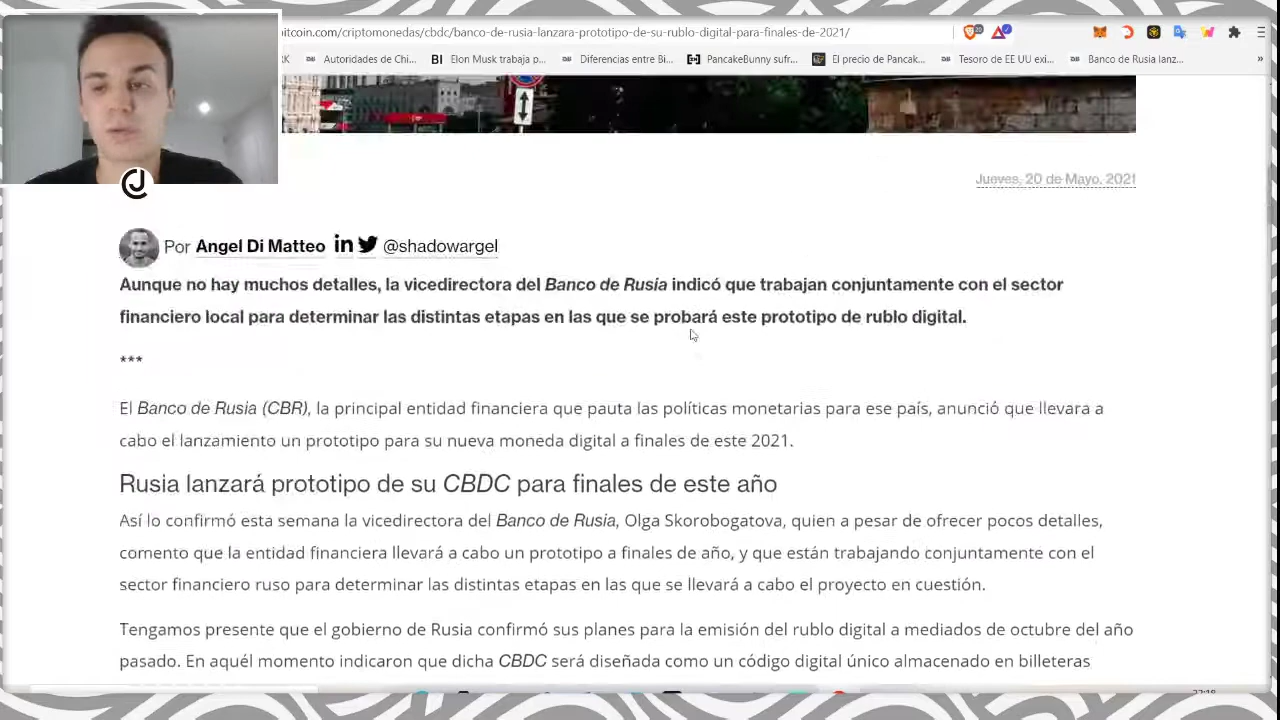 itcoin.com/criptomonedas/cbdc/banco-de-rusia-lanzara-prototipo-de-su-rublo-digital-para-finales-de-2021/
Autoridades de Chi... Elon Musk trabaja p... Diferencias entre Bi... PancakeBunny sufr... El precio de Pancak... Tesoro de EE UU exi... Banco de Rusia lanz... »
Jueves, 20 de Mayo, 2021
Por Angel Di Matteo in @shadowargel
Aunque no hay muchos detalles, la vicedirectora del Banco de Rusia indicó que trabajan conjuntamente con el sector
financiero local para determinar las distintas etapas en las que se probará este prototipo de rublo digital.
***
El Banco de Rusia (CBR), la principal entidad financiera que pauta las políticas monetarias para ese país, anunció que llevara a
cabo el lanzamiento un prototipo para su nueva moneda digital a finales de este 2021.
Rusia lanzará prototipo de su CBDC para finales de este año
Así lo confirmó esta semana la vicedirectora del Banco de Rusia, Olga Skorobogatova, quien a pesar de ofrecer pocos detalles,
comento que la entidad financiera llevará a cabo un prototipo a finales de año, y que están trabajando conjuntamente con el
sector financiero ruso para determinar las distintas etapas en las que se llevará a cabo el proyecto en cuestión.
Tengamos presente que el gobierno de Rusia confirmó sus planes para la emisión del rublo digital a mediados de octubre del año
pasado. En aquél momento indicaron que dicha CBDC será diseñada como un código digital único almacenado en billeteras